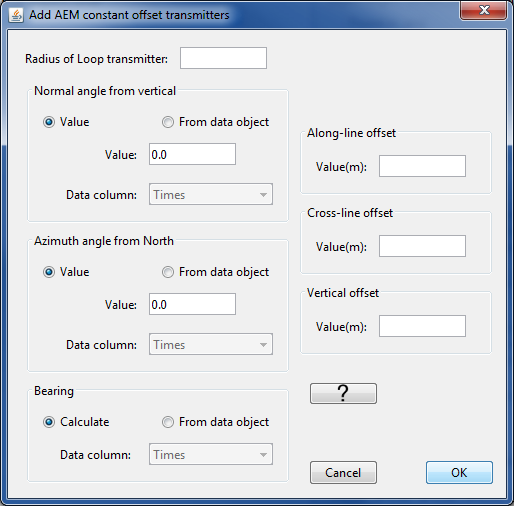 Add AEM constant offset transmitters
Radius of Loop transmitter:
Normal angle from vertical
Value From data object
Value: 0.0
Data column: Times
Azimuth angle from North
Value From data object
Value: 0.0
Data column: Times
Bearing
Calculate From data object
Data column: Times
Along-line offset
Value(m):
Cross-line offset
Value(m):
Vertical offset
Value(m):
?
Cancel OK